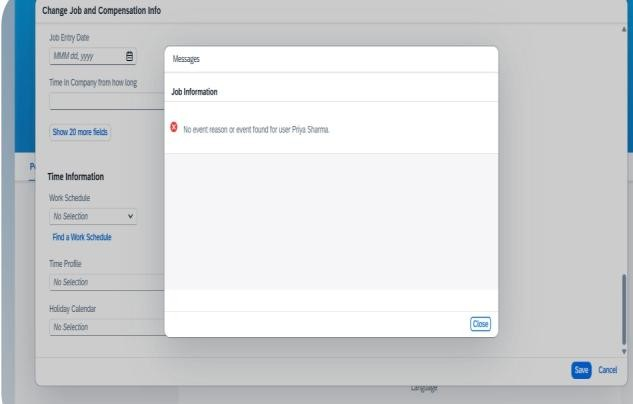 Change Job and Compensation Info
Job Entry Date
MMM dd, yyyy
Time In Company from how long
Show 20 more fields
Time Information
Work Schedule
No Selection
Find a Work Schedule
Time Profile
No Selection
Holiday Calendar
No Selection
Messages
Job Information
No event reason or event found for user Priya Sharma.
Close
Save Cancel
Language